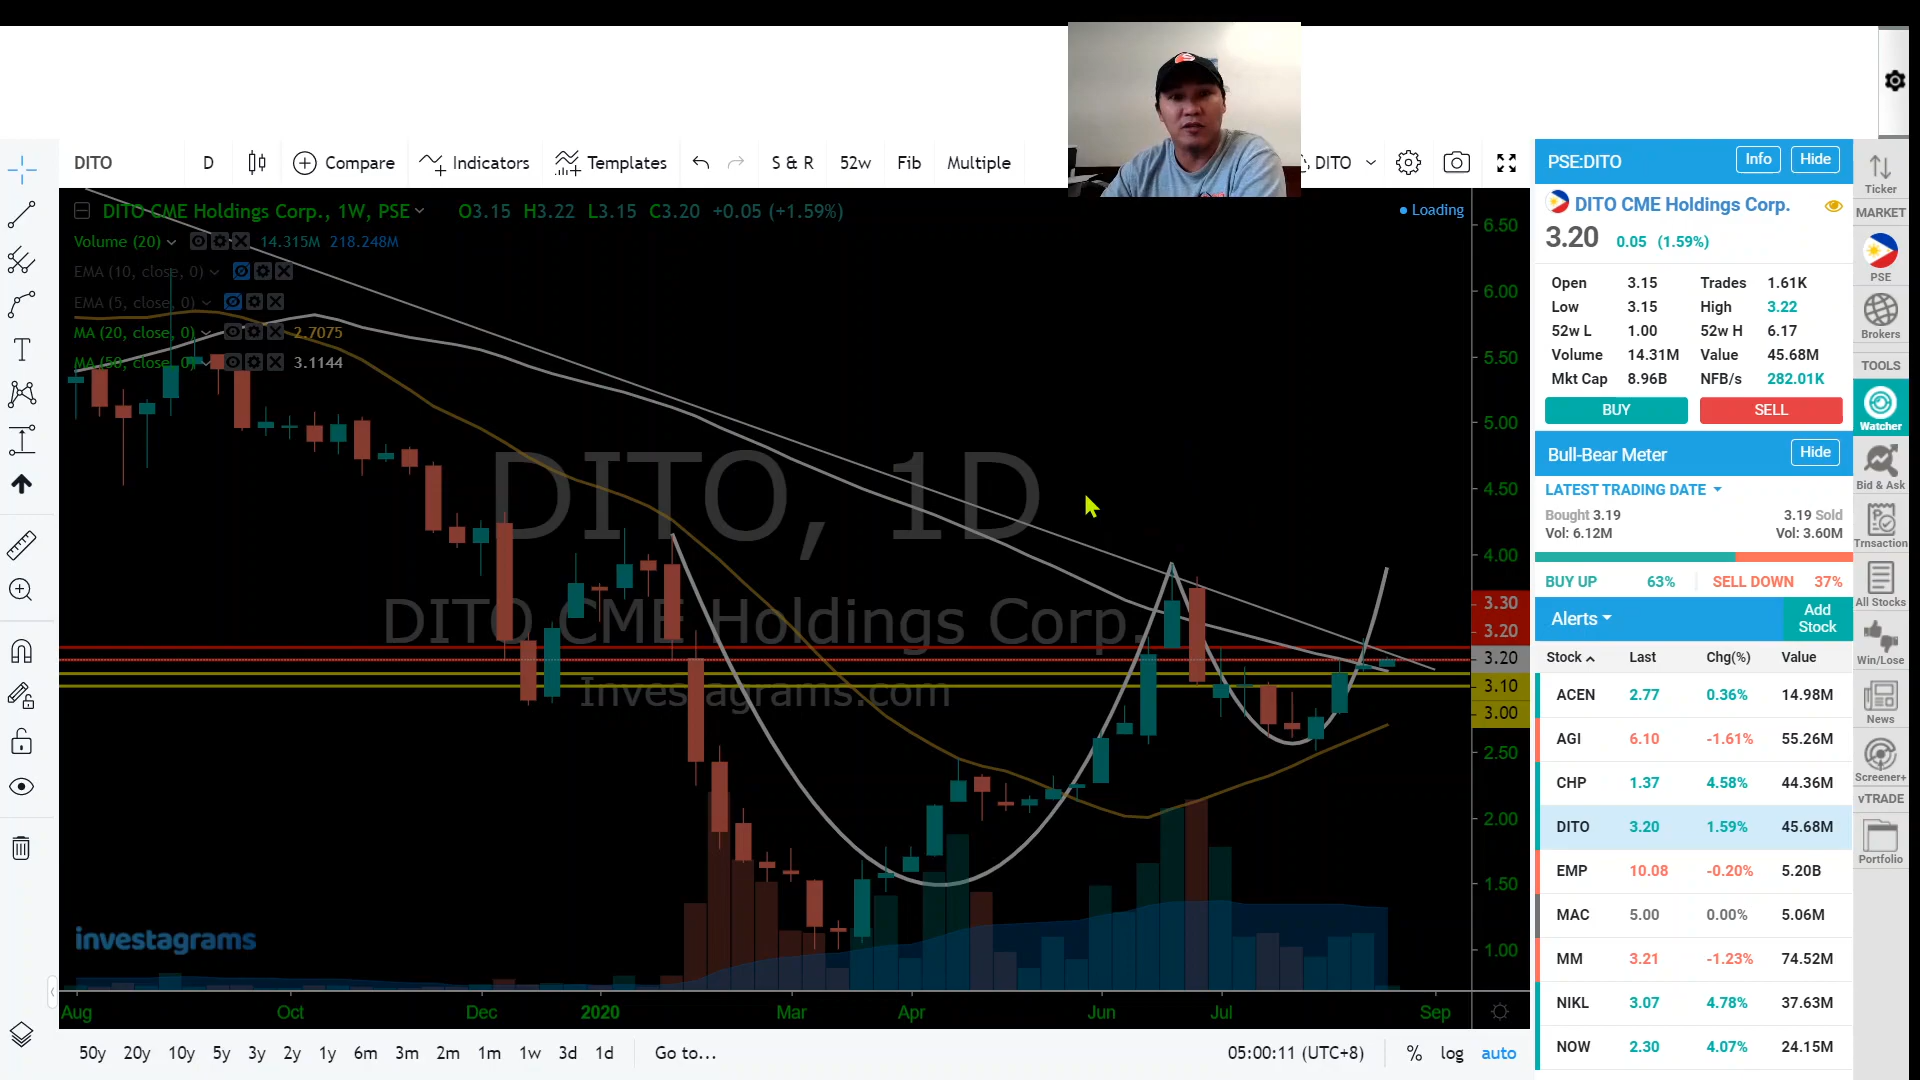 DITO D Compare Indicators Templates S & R 52w Fib Multiple DITO
DITO CME Holdings Corp., 1W, PSE O3.15 H3.22 L3.15 C3.20 +0.05 (+1.59%)
Loading
Volume (20) 14.315M 218.248M
EMA (10, close, 0)
EMA (5, close, 0)
MA (20, close, 0) 2.7075
MA (50, close, 0) 3.1144
DITO, 1D
DITO CME Holdings Corp.
Investagrams.com
investagrams
6.50
6.00
5.50
5.00
4.50
4.00
3.30
3.20
3.20
3.10
3.00
2.50
2.00
1.50
1.00
Aug Oct Dec 2020 Mar Apr Jun Jul Sep
50y 20y 10y 5y 3y 2y 1y 6m 3m 2m 1m 1w 3d 1d Go to... 05:00:11 (UTC+8) % log auto
PSE:DITO Info Hide
DITO CME Holdings Corp.
3.20 0.05 (1.59%)
Open 3.15 Trades 1.61K
Low 3.15 High 3.22
52w L 1.00 52w H 6.17
Volume 14.31M Value 45.68M
Mkt Cap 8.96B NFB/s 282.01K
BUY SELL
Bull-Bear Meter Hide
LATEST TRADING DATE
Bought 3.19 3.19 Sold
Vol: 6.12M Vol: 3.60M
BUY UP 63% SELL DOWN 37%
Alerts Add Stock
Stock Last Chg(%) Value
ACEN 2.77 0.36% 14.98M
AGI 6.10 -1.61% 55.26M
CHP 1.37 4.58% 44.36M
DITO 3.20 1.59% 45.68M
EMP 10.08 -0.20% 5.20B
MAC 5.00 0.00% 5.06M
MM 3.21 -1.23% 74.52M
NIKL 3.07 4.78% 37.63M
NOW 2.30 4.07% 24.15M
Ticker
MARKET
PSE
Brokers
TOOLS
Watcher
Bid & Ask
Trnsaction
All Stocks
Win/Lose
News
Screener+
vTRADE
Portfolio